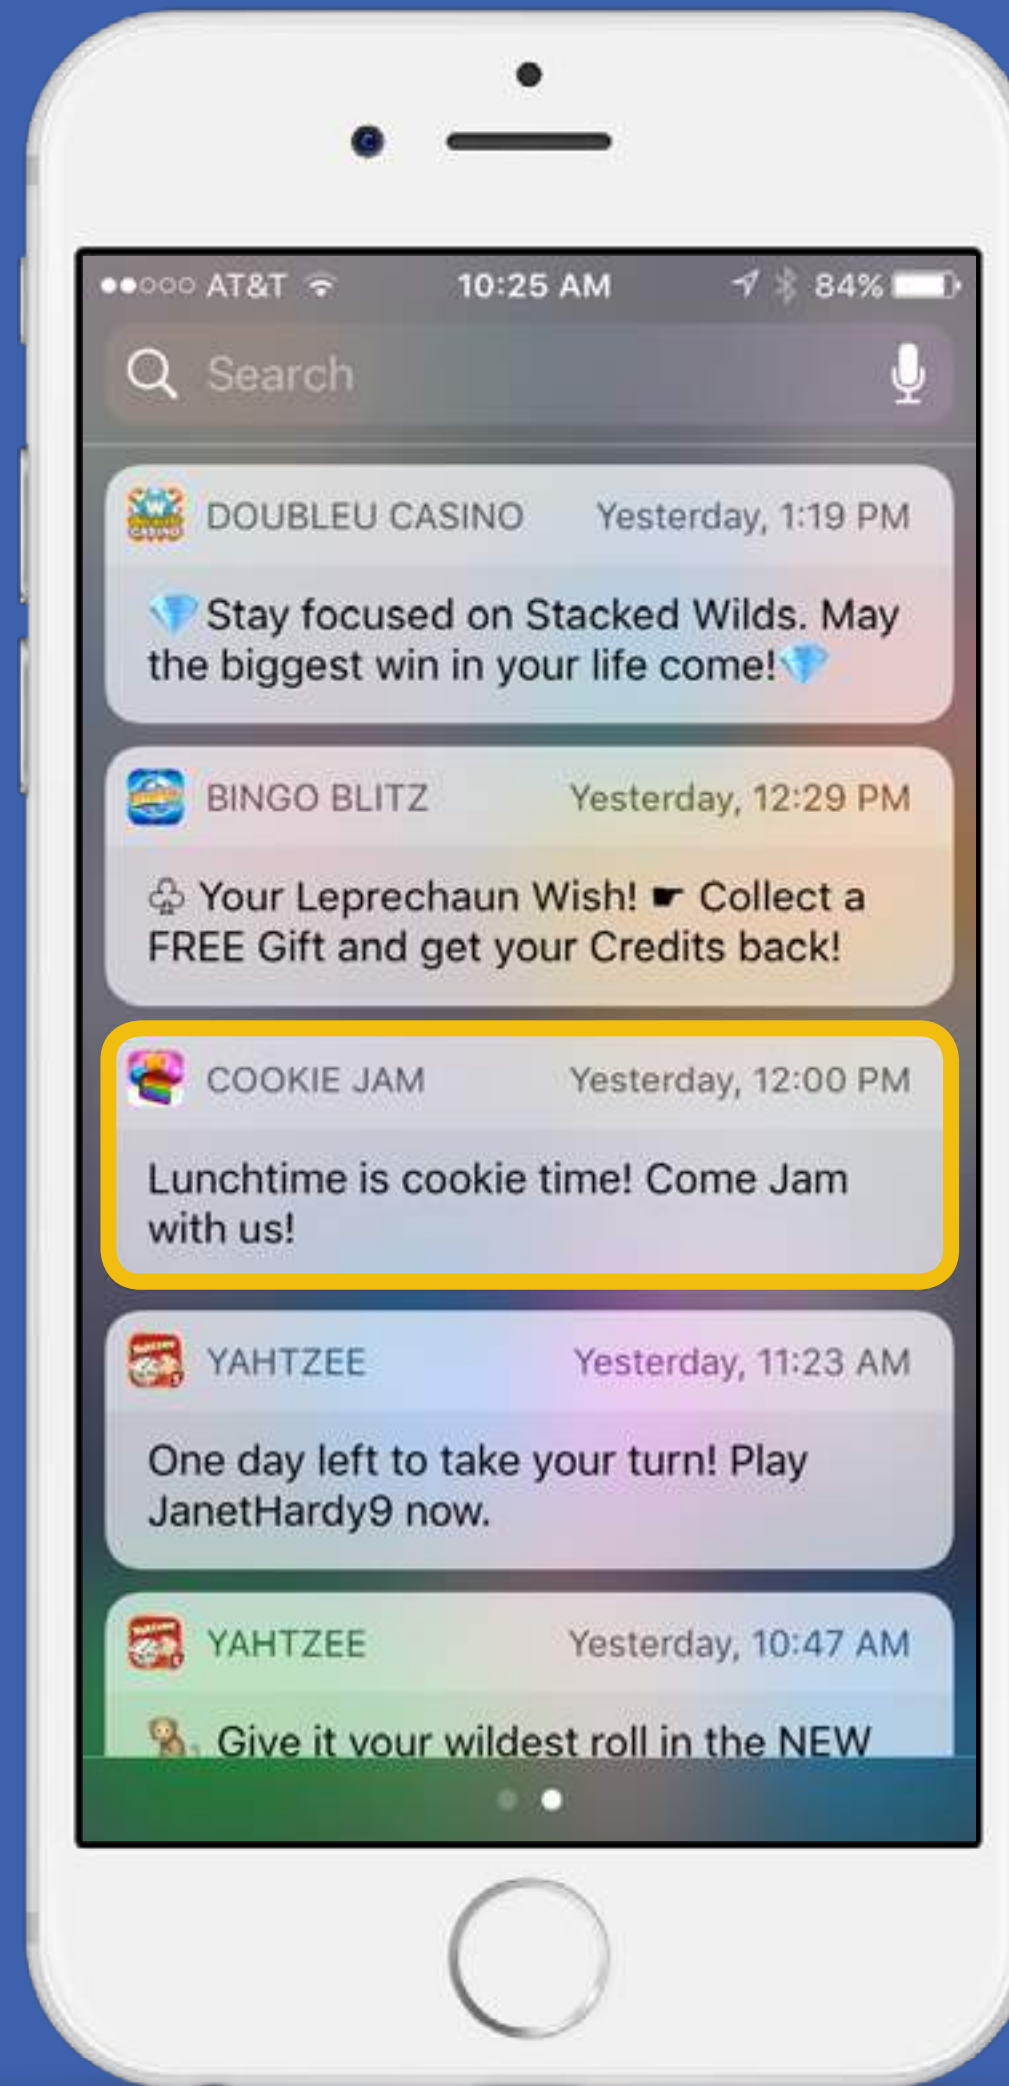 AT&T 10:25 AM 84%
Search
DOUBLEU CASINO Yesterday, 1:19 PM
💎Stay focused on Stacked Wilds. May
the biggest win in your life come!💎
BINGO BLITZ Yesterday, 12:29 PM
♧ Your Leprechaun Wish! ☛ Collect a
FREE Gift and get your Credits back!
COOKIE JAM Yesterday, 12:00 PM
Lunchtime is cookie time! Come Jam
with us!
YAHTZEE Yesterday, 11:23 AM
One day left to take your turn! Play
JanetHardy9 now.
YAHTZEE Yesterday, 10:47 AM
🐒 Give it your wildest roll in the NEW